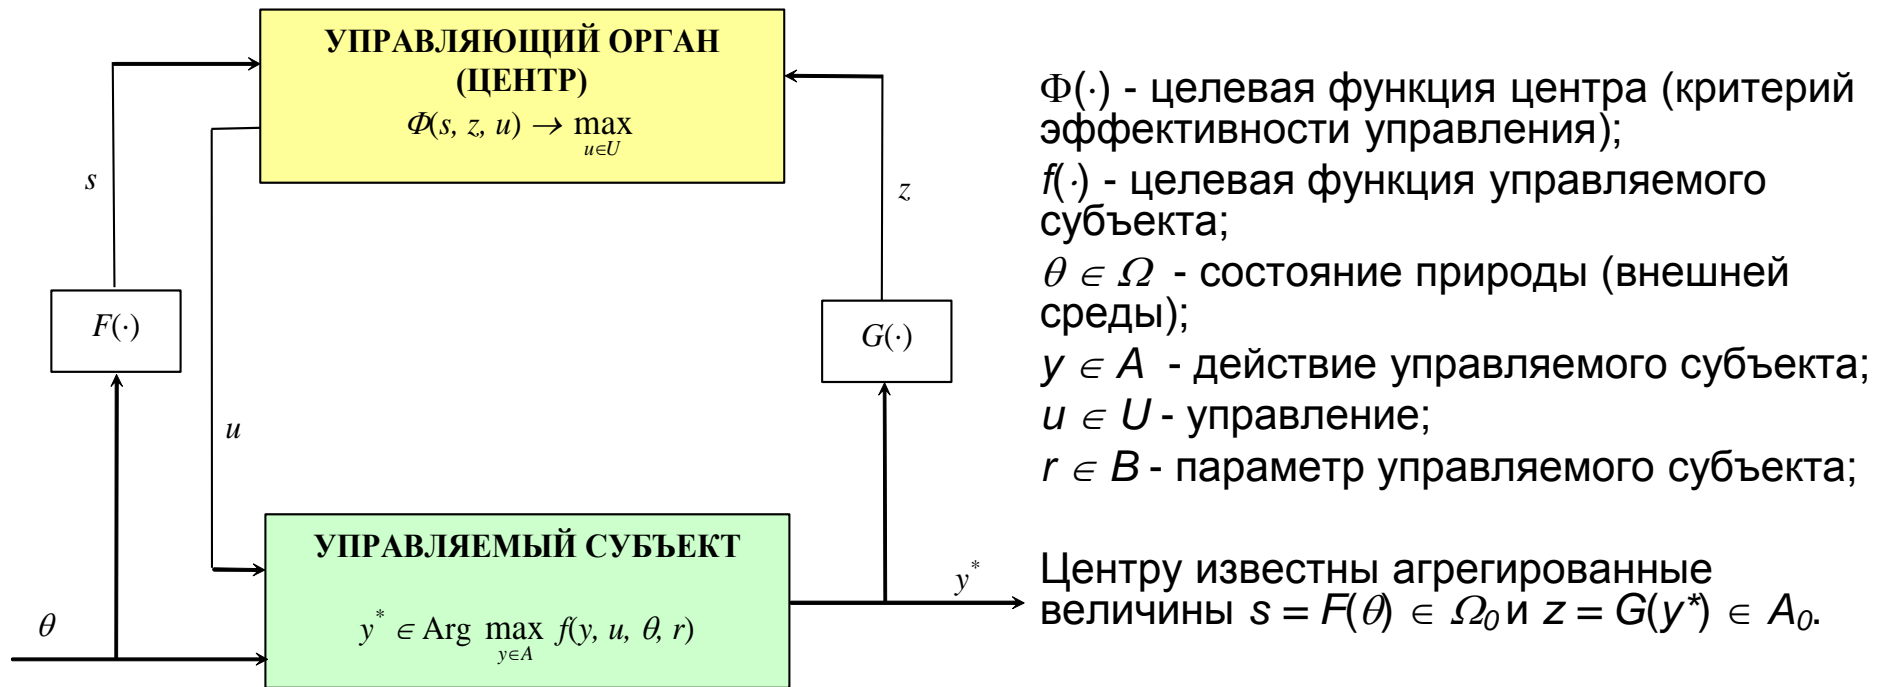 УПРАВЛЯЮЩИЙ ОРГАН
(ЦЕНТР)
Φ(s, z, u) → max
u∈U
s
z
F(·)
G(·)
u
УПРАВЛЯЕМЫЙ СУБЪЕКТ
y* ∈ Arg max f(y, u, θ, r)
y∈A
θ
y*
Φ(·) - целевая функция центра (критерий
эффективности управления);
f(·) - целевая функция управляемого
субъекта;
θ ∈ Ω - состояние природы (внешней
среды);
y ∈ A - действие управляемого субъекта;
u ∈ U - управление;
r ∈ B - параметр управляемого субъекта;
Центру известны агрегированные
величины s = F(θ) ∈ Ω₀ и z = G(y*) ∈ A₀.